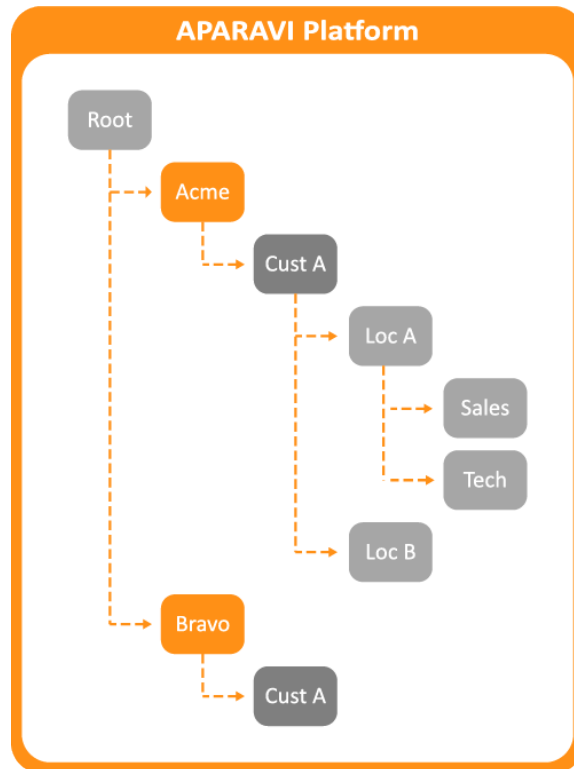 APARAVI Platform
Root
Acme
Cust A
Loc A
Sales
Tech
Loc B
Bravo
Cust A